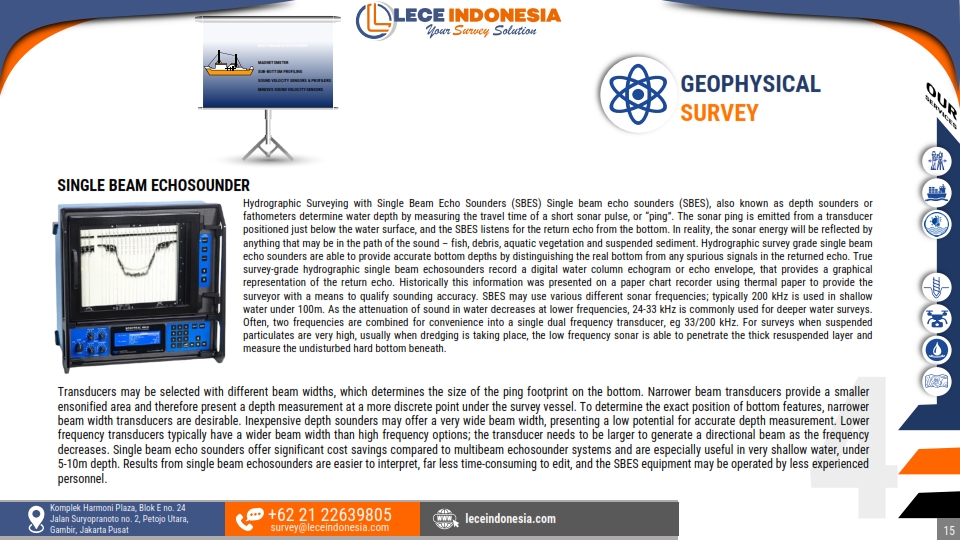 LECE INDONESIA
Your Survey Solution
MAGNETOMETER
SUB-BOTTOM PROFILING
SOUND VELOCITY SENSORS & PROFILERS
GEOPHYSICAL
SURVEY
OUR
SERVICES
SINGLE BEAM ECHOSOUNDER
Hydrographic Surveying with Single Beam Echo Sounders (SBES) Single beam echo sounders (SBES), also known as depth sounders or
fathometers determine water depth by measuring the travel time of a short sonar pulse, or “ping”. The sonar ping is emitted from a transducer
positioned just below the water surface, and the SBES listens for the return echo from the bottom. In reality, the sonar energy will be reflected by
anything that may be in the path of the sound – fish, debris, aquatic vegetation and suspended sediment. Hydrographic survey grade single beam
echo sounders are able to provide accurate bottom depths by distinguishing the real bottom from any spurious signals in the returned echo. True
survey-grade hydrographic single beam echosounders record a digital water column echogram or echo envelope, that provides a graphical
representation of the return echo. Historically this information was presented on a paper chart recorder using thermal paper to provide the
surveyor with a means to qualify sounding accuracy. SBES may use various different sonar frequencies; typically 200 kHz is used in shallow
water under 100m. As the attenuation of sound in water decreases at lower frequencies, 24-33 kHz is commonly used for deeper water surveys.
Often, two frequencies are combined for convenience into a single dual frequency transducer, eg 33/200 kHz. For surveys when suspended
particulates are very high, usually when dredging is taking place, the low frequency sonar is able to penetrate the thick resuspended layer and
measure the undisturbed hard bottom beneath.
Transducers may be selected with different beam widths, which determines the size of the ping footprint on the bottom. Narrower beam transducers provide a smaller
ensonified area and therefore present a depth measurement at a more discrete point under the survey vessel. To determine the exact position of bottom features, narrower
beam width transducers are desirable. Inexpensive depth sounders may offer a very wide beam width, presenting a low potential for accurate depth measurement. Lower
frequency transducers typically have a wider beam width than high frequency options; the transducer needs to be larger to generate a directional beam as the frequency
decreases. Single beam echo sounders offer significant cost savings compared to multibeam echosounder systems and are especially useful in very shallow water, under
5-10m depth. Results from single beam echosounders are easier to interpret, far less time-consuming to edit, and the SBES equipment may be operated by less experienced
personnel.
4
Komplek Harmoni Plaza, Blok E no. 24
Jalan Suryopranoto no. 2, Petojo Utara,
Gambir, Jakarta Pusat
+62 21 22639805
survey@leceindonesia.com
leceindonesia.com
15